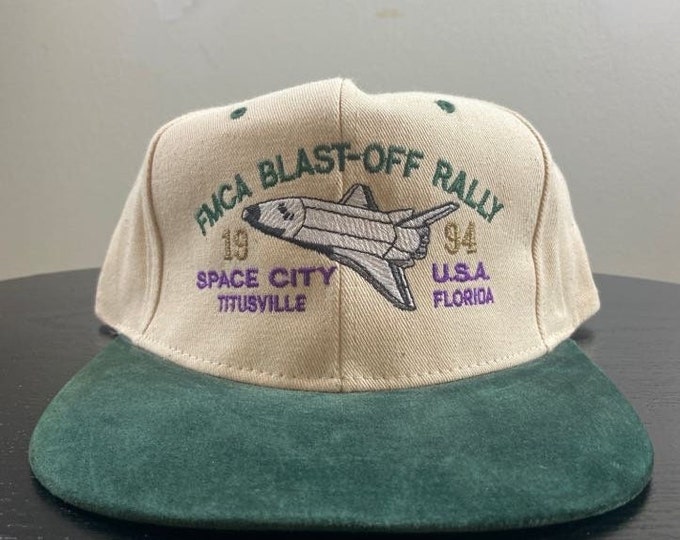 FMCA BLAST-OFF RALLY
19 94
SPACE CITY U.S.A.
TITUSVILLE FLORIDA